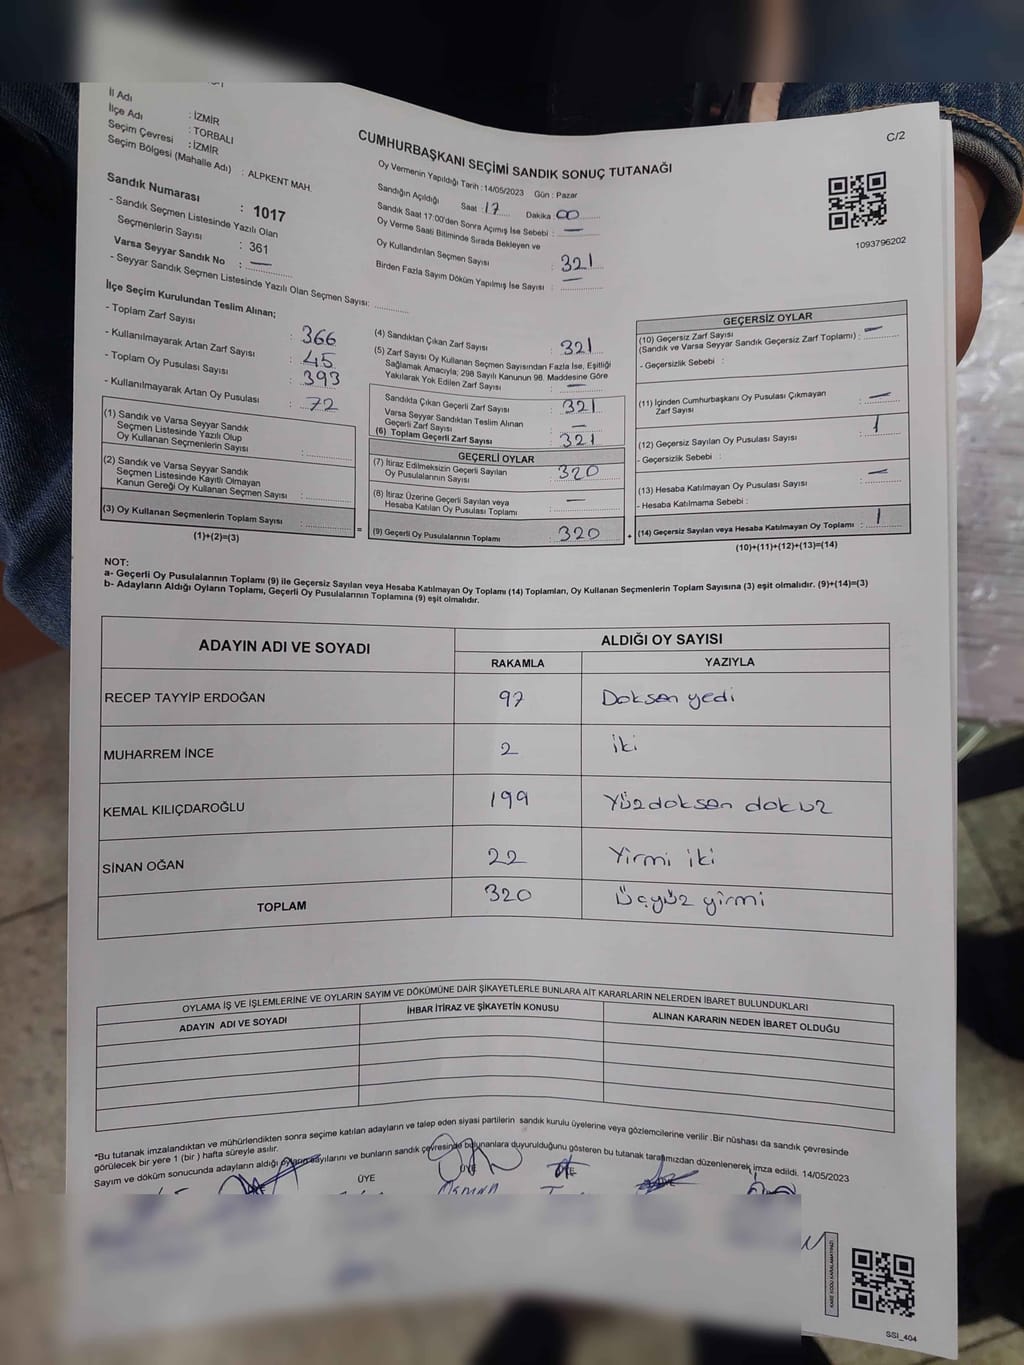 C/2
İl Adı : İZMİR
İlçe Adı : TORBALI
Seçim Çevresi : İZMİR
Seçim Bölgesi (Mahalle Adı) : ALPKENT MAH.
CUMHURBAŞKANI SEÇİMİ SANDIK SONUÇ TUTANAĞI
Oy Vermenin Yapıldığı Tarih : 14/05/2023 Gün : Pazar
Sandığın Açıldığı Saat 17 Dakika 00
Sandık Saat 17:00'den Sonra Açılmış İse Sebebi : —
Oy Verme Saati Bitiminde Sırada Bekleyen ve
Oy Kullandırılan Seçmen Sayısı : 321
Birden Fazla Sayım Döküm Yapılmış İse Sayısı : —
1093796202
Sandık Numarası : 1017
- Sandık Seçmen Listesinde Yazılı Olan
Seçmenlerin Sayısı : 361
Varsa Seyyar Sandık No : —
- Seyyar Sandık Seçmen Listesinde Yazılı Olan Seçmen Sayısı:
İlçe Seçim Kurulundan Teslim Alınan;
- Toplam Zarf Sayısı : 366
- Kullanılmayarak Artan Zarf Sayısı : 45
- Toplam Oy Pusulası Sayısı : 393
- Kullanılmayarak Artan Oy Pusulası : 72
(1) Sandık ve Varsa Seyyar Sandık
Seçmen Listesinde Yazılı Olup
Oy Kullanan Seçmenlerin Sayısı :
(2) Sandık ve Varsa Seyyar Sandık
Seçmen Listesinde Kayıtlı Olmayan
Kanun Gereği Oy Kullanan Seçmen Sayısı :
(3) Oy Kullanan Seçmenlerin Toplam Sayısı :
(1)+(2)=(3)
=
(4) Sandıktan Çıkan Zarf Sayısı : 321
(5) Zarf Sayısı Oy Kullanan Seçmen Sayısından Fazla İse, Eşitliği
Sağlamak Amacıyla; 298 Sayılı Kanunun 98. Maddesine Göre
Yakılarak Yok Edilen Zarf Sayısı : —
Sandıkta Çıkan Geçerli Zarf Sayısı : 321
Varsa Seyyar Sandıktan Teslim Alınan
Geçerli Zarf Sayısı : —
(6) Toplam Geçerli Zarf Sayısı : 321
GEÇERLİ OYLAR
(7) İtiraz Edilmeksizin Geçerli Sayılan
Oy Pusulalarının Sayısı : 320
(8) İtiraz Üzerine Geçerli Sayılan veya
Hesaba Katılan Oy Pusulası Toplamı : —
(9) Geçerli Oy Pusulalarının Toplamı : 320
+
GEÇERSİZ OYLAR
(10) Geçersiz Zarf Sayısı
(Sandık ve Varsa Seyyar Sandık Geçersiz Zarf Toplamı) : —
- Geçersizlik Sebebi :
(11) İçinden Cumhurbaşkanı Oy Pusulası Çıkmayan
Zarf Sayısı : —
(12) Geçersiz Sayılan Oy Pusulası Sayısı : 1
- Geçersizlik Sebebi :
(13) Hesaba Katılmayan Oy Pusulası Sayısı : —
- Hesaba Katılmama Sebebi :
(14) Geçersiz Sayılan veya Hesaba Katılmayan Oy Toplamı : 1
(10)+(11)+(12)+(13)=(14)
NOT:
a- Geçerli Oy Pusulalarının Toplamı (9) ile Geçersiz Sayılan veya Hesaba Katılmayan Oy Toplamı (14) Toplamları, Oy Kullanan Seçmenlerin Toplam Sayısına (3) eşit olmalıdır. (9)+(14)=(3)
b- Adayların Aldığı Oyların Toplamı, Geçerli Oy Pusulalarının Toplamına (9) eşit olmalıdır.
ADAYIN ADI VE SOYADI ALDIĞI OY SAYISI
RAKAMLA YAZIYLA
RECEP TAYYİP ERDOĞAN 97 Doksan yedi
MUHARREM İNCE 2 iki
KEMAL KILIÇDAROĞLU 199 Yüzdoksan dokuz
SİNAN OĞAN 22 Yirmi iki
TOPLAM 320 Üçyüz yirmi
OYLAMA İŞ VE İŞLEMLERİNE VE OYLARIN SAYIM VE DÖKÜMÜNE DAİR ŞİKAYETLERLE BUNLARA AİT KARARLARIN NELERDEN İBARET BULUNDUKLARI
ADAYIN ADI VE SOYADI İHBAR İTİRAZ VE ŞİKAYETİN KONUSU ALINAN KARARIN NEDEN İBARET OLDUĞU
*Bu tutanak imzalandıktan ve mühürlendikten sonra seçime katılan adayların ve talep eden siyasi partilerin sandık kurulu üyelerine veya gözlemcilerine verilir .Bir nüshası da sandık çevresinde
görülecek bir yere 1 (bir ) hafta süreyle asılır.
Sayım ve döküm sonucunda adayların aldığı oyların sayılarını ve bunların sandık çevresinde bulunanlara duyurulduğunu gösteren bu tutanak tarafımızdan düzenlenerek imza edildi. 14/05/2023
ÜYE ÜYE
SSI_404